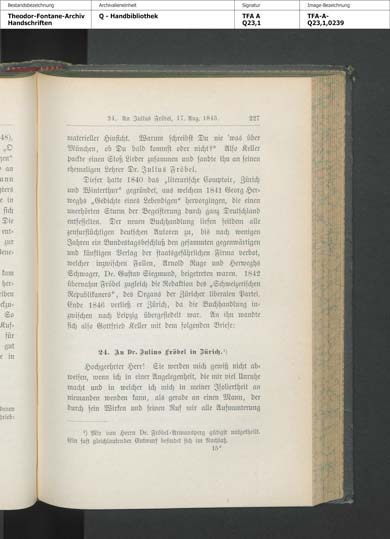 Bestandsbezeichnung
Archivalieneinheit
Signatur
Image-Bezeichnung
Theodor-Fontane-Archiv
Handschriften
Q - Handbibliothek
TFA A
Q23,1
TFA-A-
Q23,1,0239
24. An Julius Fröbel, 17. Aug. 1845. 227
materieller Hinsicht. Warum schreibst Du nie 'was über
München, ob Du bald kommst oder nicht?" Also Keller
packte einen Stoß Lieder zusammen und sandte ihn an seinen
ehemaligen Lehrer Dr. Julius Fröbel.
Dieser hatte 1840 das „Literarische Comptoir, Zürich
und Winterthur" gegründet, aus welchem 1841 Georg Her-
weghs „Gedichte eines Lebendigen" hervorgingen, die einen
unerhörten Sturm der Begeisterung durch ganz Deutschland
entfesselten. Der neuen Buchhandlung liefen seitdem alle
zensurflüchtigen deutschen Autoren zu, bis nach wenigen
Jahren ein Bundestagsbeschluß den gesammten gegenwärtigen
und künftigen Verlag der staatsgefährlichen Firma verbot,
welcher inzwischen Follen, Arnold Ruge und Herweghs
Schwager, Dr. Gustav Siegmund, beigetreten waren. 1842
übernahm Fröbel zugleich die Redaktion des „Schweizerischen
Republikaners", des Organs der Züricher liberalen Partei.
Ende 1846 verließ er Zürich, da die Buchhandlung in-
zwischen nach Leipzig übergesiedelt war. An ihn wandte
sich also Gottfried Keller mit dem folgenden Briefe:
24. An Dr. Julius Fröbel in Zürich.¹)
Hochgeehrter Herr! Sie werden mich gewiß nicht ab-
weisen, wenn ich in einer Angelegenheit, die mir viel Unruhe
macht und in welcher ich mich in meiner Isoliertheit an
niemanden wenden kann, als gerade an einen Mann, der
durch sein Wirken und seinen Ruf mir alle Aufmunterung
¹) Mir von Herrn Dr. Fröbel-Armansperg gütigst mitgetheilt.
Ein fast gleichlautender Entwurf befindet sich im Nachlaß.
15*